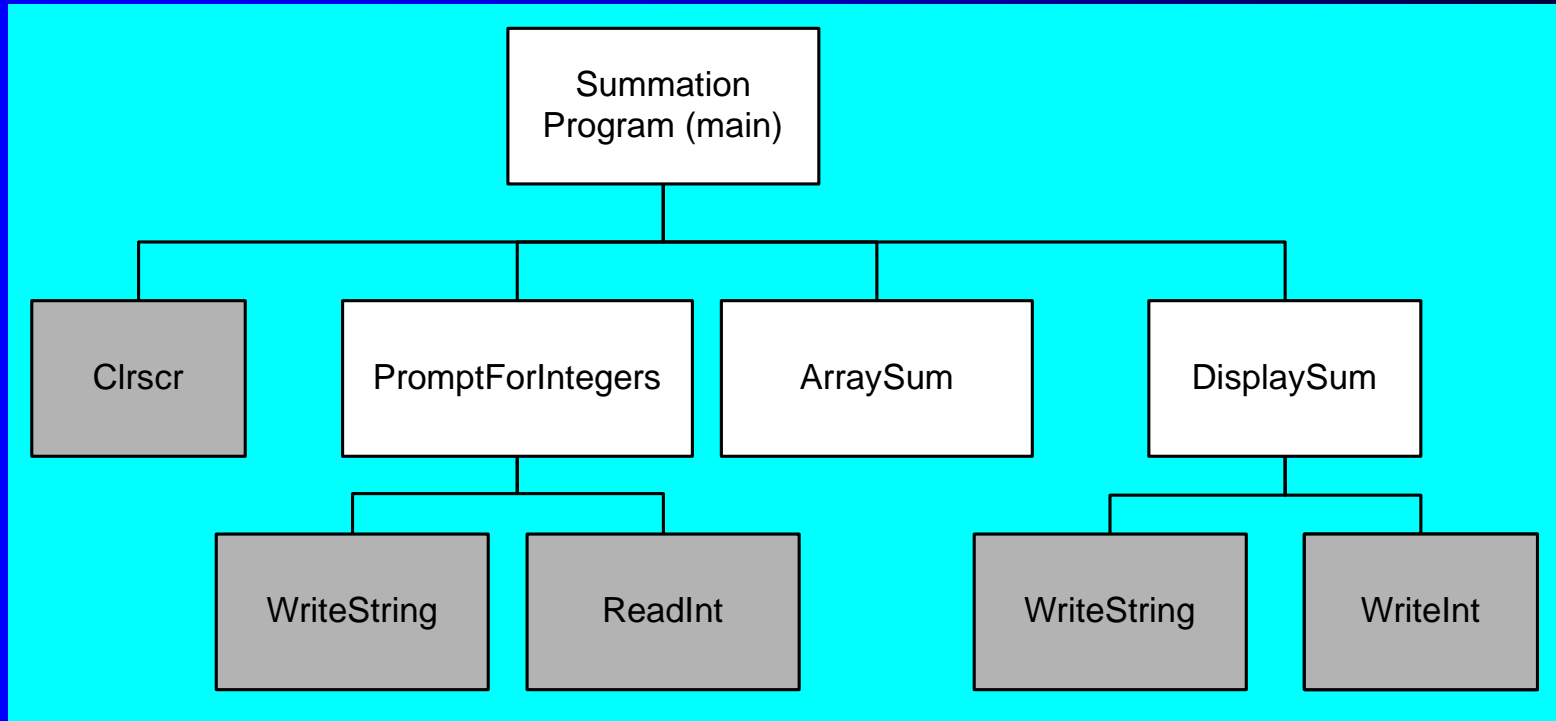 Summation
Program (main)
Clrscr
PromptForIntegers
ArraySum
DisplaySum
WriteString
ReadInt
WriteString
WriteInt